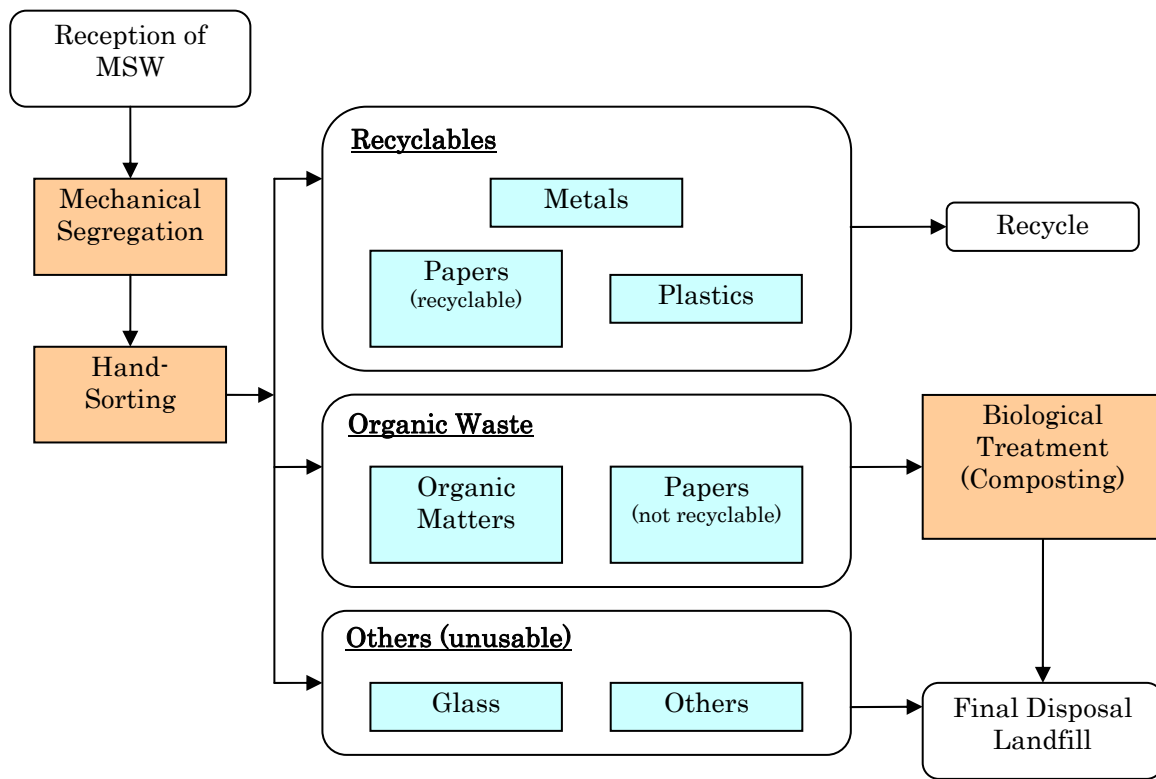 Reception of
MSW
Mechanical
Segregation
Hand-
Sorting
Recyclables
Metals
Papers
(recyclable)
Plastics
Recycle
Organic Waste
Organic
Matters
Papers
(not recyclable)
Biological
Treatment
(Composting)
Others (unusable)
Glass
Others
Final Disposal
Landfill